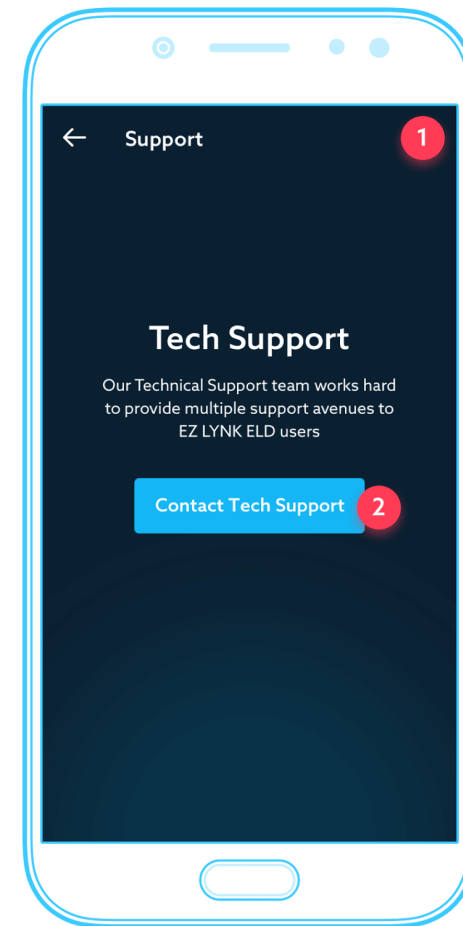 Support
1
Tech Support
Our Technical Support team works hard
to provide multiple support avenues to
EZ LYNK ELD users
Contact Tech Support
2